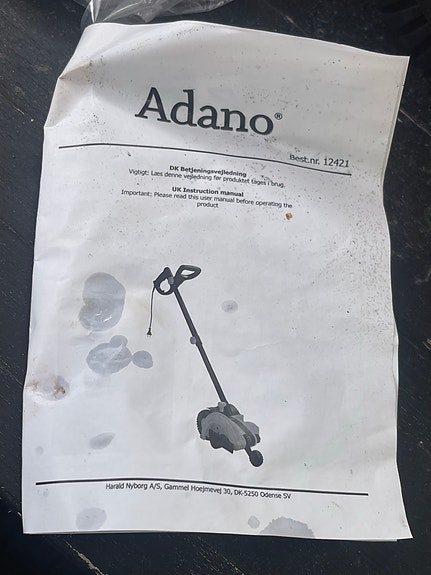 Adano®
Best.nr. 12421
DK Betjeningsvejledning
Vigtigt: Læs denne vejledning før produktet tages i brug.
UK Instruction manual
Important: Please read this user manual before operating the
product
Harald Nyborg A/S, Gammel Hoejmevej 30, DK-5250 Odense SV